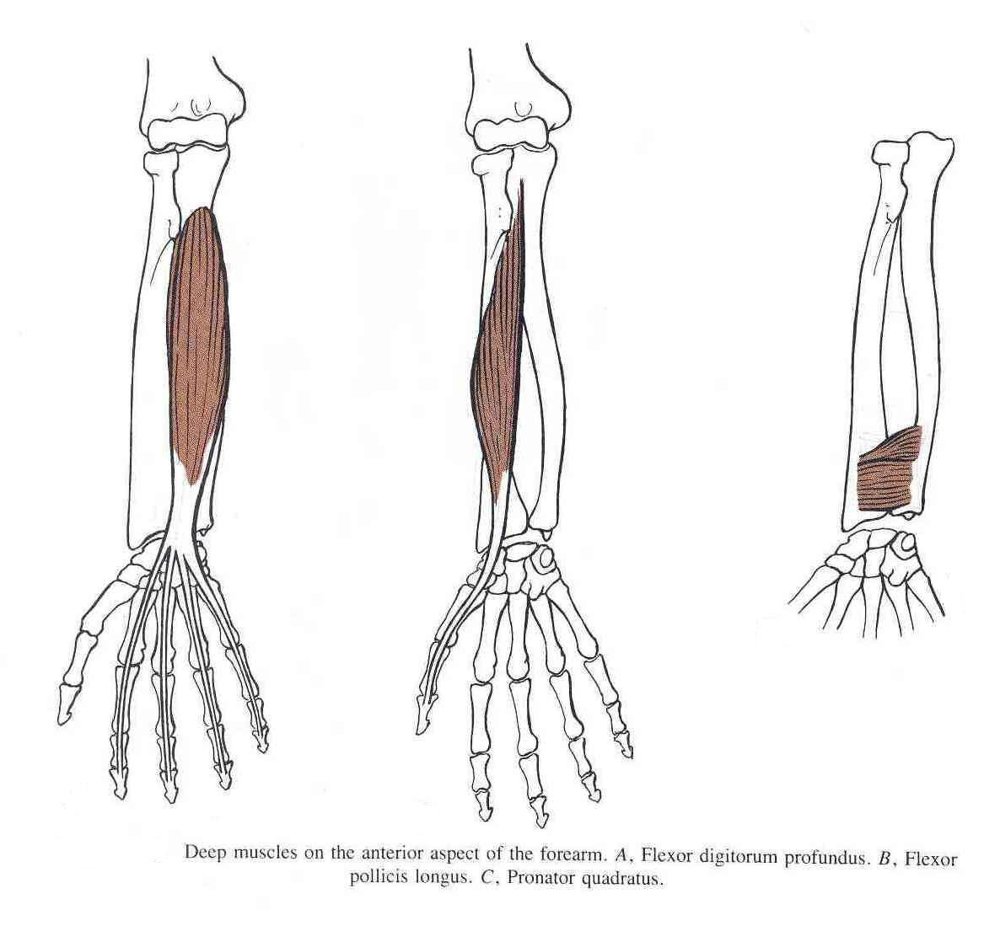 Deep muscles on the anterior aspect of the forearm. A, Flexor digitorum profundus. B, Flexor
pollicis longus. C, Pronator quadratus.